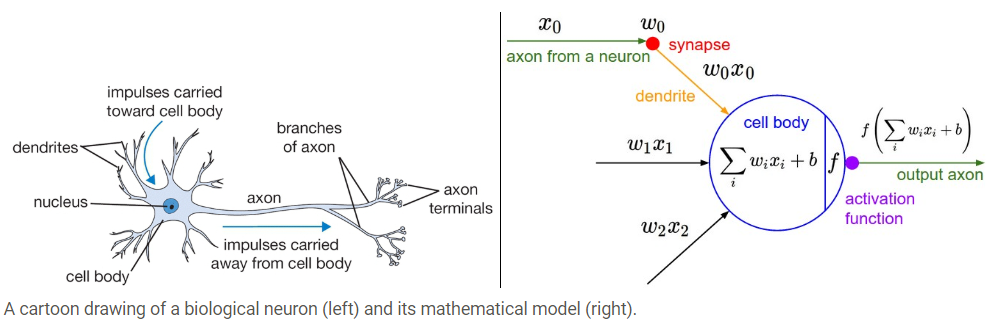 impulses carried
toward cell body
dendrites
nucleus
cell body
axon
branches
of axon
axon
terminals
impulses carried
away from cell body
x₀
w₀
synapse
axon from a neuron
w₀x₀
dendrite
cell body
w₁x₁
∑ᵢ wᵢxᵢ + b
f
f(∑ᵢ wᵢxᵢ + b)
output axon
activation
function
w₂x₂
A cartoon drawing of a biological neuron (left) and its mathematical model (right).